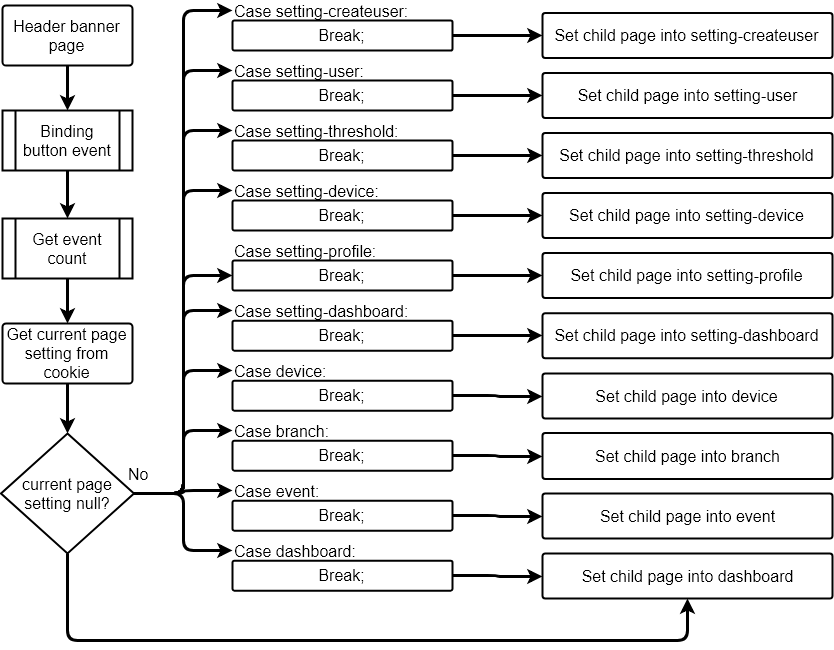 Header banner
page
Binding
button event
Get event
count
Get current page
setting from
cookie
current page
setting null?
No
Case setting-createuser:
Break;
Set child page into setting-createuser
Case setting-user:
Break;
Set child page into setting-user
Case setting-threshold:
Break;
Set child page into setting-threshold
Case setting-device:
Break;
Set child page into setting-device
Case setting-profile:
Break;
Set child page into setting-profile
Case setting-dashboard:
Break;
Set child page into setting-dashboard
Case device:
Break;
Set child page into device
Case branch:
Break;
Set child page into branch
Case event:
Break;
Set child page into event
Case dashboard:
Break;
Set child page into dashboard